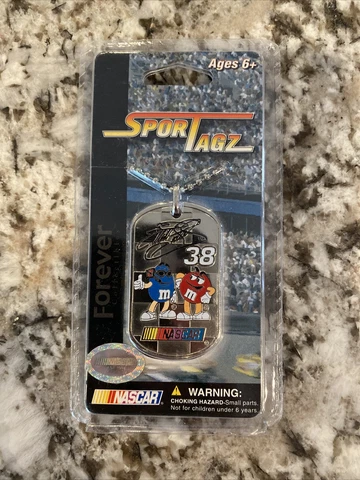 Ages 6+
SPORTAGZ
Forever
38
m m
NASCAR
NASCAR
WARNING:
CHOKING HAZARD-Small parts.
Not for children under 6 years